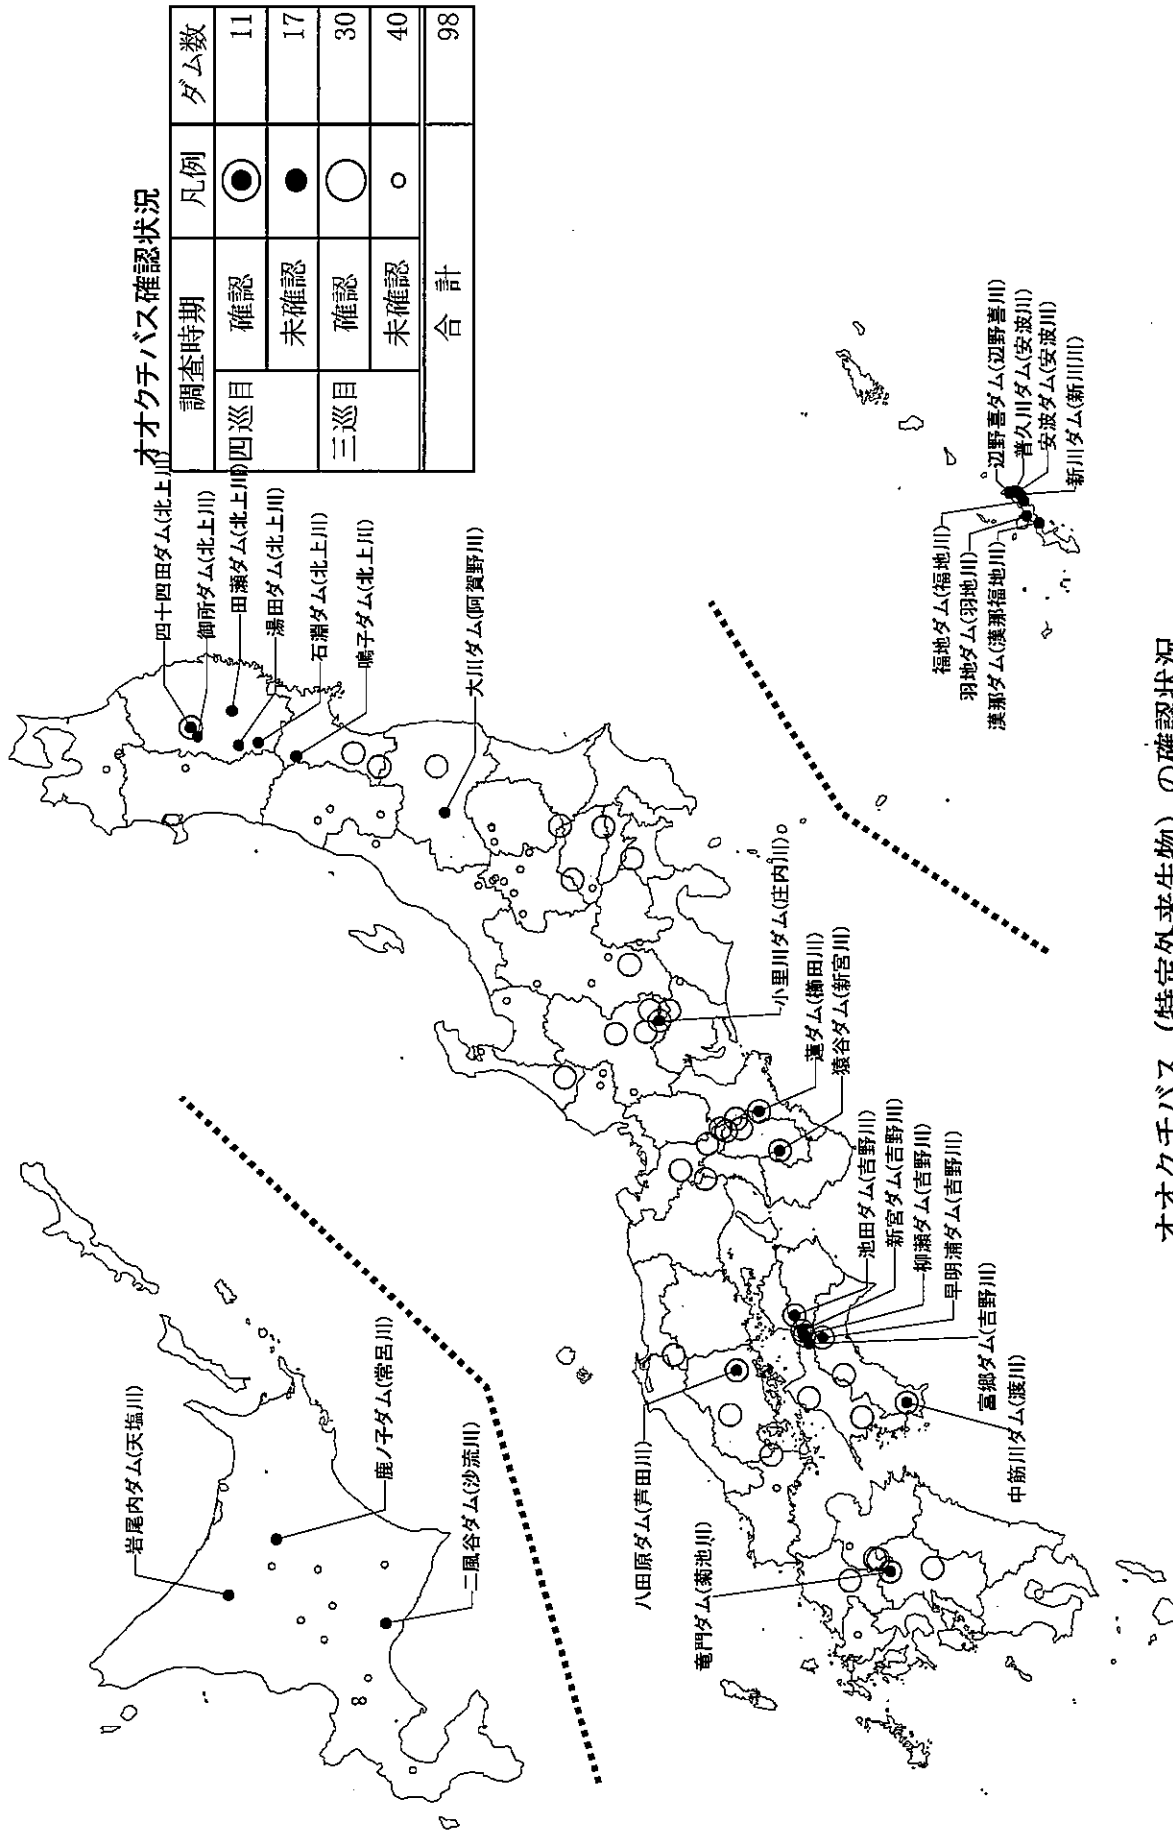 オオクチバス確認状況
調査時期 凡例 ダム数
四巡目 確認 11
未確認 17
三巡目 確認 30
未確認 40
合 計 98
四十四田ダム(北上川)
御所ダム(北上川)
田瀬ダム(北上川)
湯田ダム(北上川)
石淵ダム(北上川)
鳴子ダム(北上川)
大川ダム(阿賀野川)
岩尾内ダム(天塩川)
鹿ノ子ダム(常呂川)
二風谷ダム(沙流川)
小里川ダム(庄内川)
蓮ダム(櫛田川)
猿谷ダム(新宮川)
池田ダム(吉野川)
新宮ダム(吉野川)
柳瀬ダム(吉野川)
早明浦ダム(吉野川)
富郷ダム(吉野川)
中筋川ダム(渡川)
八田原ダム(芦田川)
竜門ダム(菊池川)
福地ダム(福地川)
羽地ダム(羽地川)
漢那ダム(漢那福地川)
辺野喜ダム(辺野喜川)
普久川ダム(安波川)
安波ダム(安波川)
新川ダム(新川川)
オオクチバス (特定外来生物) の確認状況